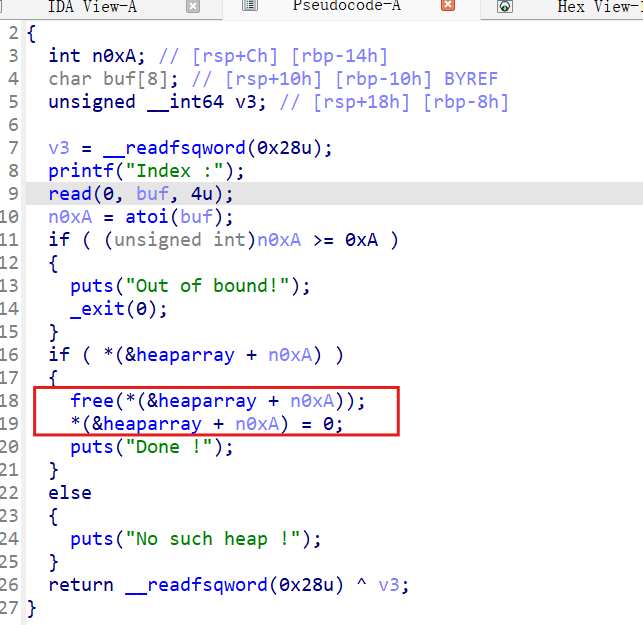 IDA View-A Pseudocode-A Hex View-
2 {
3 int n0xA; // [rsp+Ch] [rbp-14h]
4 char buf[8]; // [rsp+10h] [rbp-10h] BYREF
5 unsigned __int64 v3; // [rsp+18h] [rbp-8h]
6
7 v3 = __readfsqword(0x28u);
8 printf("Index :");
9 read(0, buf, 4u);
10 n0xA = atoi(buf);
11 if ( (unsigned int)n0xA >= 0xA )
12 {
13 puts("Out of bound!");
14 _exit(0);
15 }
16 if ( *(&heaparray + n0xA) )
17 {
18 free(*(&heaparray + n0xA));
19 *(&heaparray + n0xA) = 0;
20 puts("Done !");
21 }
22 else
23 {
24 puts("No such heap !");
25 }
26 return __readfsqword(0x28u) ^ v3;
27 }